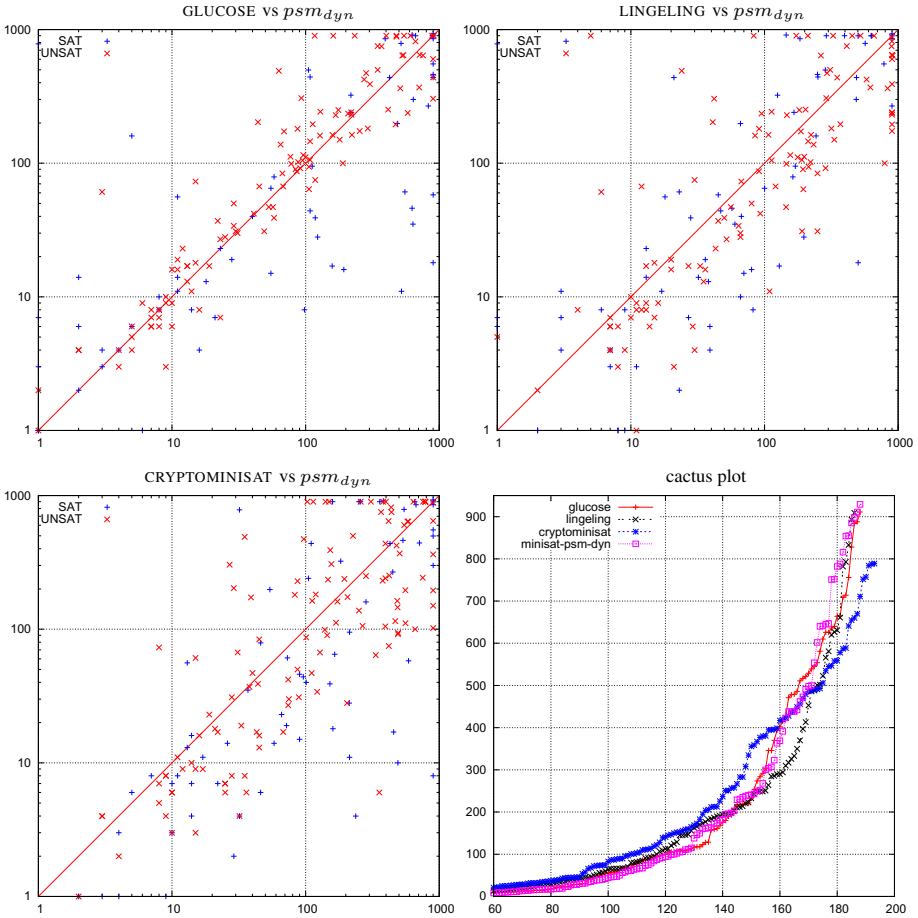 GLUCOSE vs psm_dyn
1000
100
10
1
1 10 100 1000
SAT
UNSAT
LINGELING vs psm_dyn
1000
100
10
1
1 10 100 1000
SAT
UNSAT
CRYPTOMINISAT vs psm_dyn
1000
100
10
1
1 10 100 1000
SAT
UNSAT
cactus plot
900
800
700
600
500
400
300
200
100
0
60 80 100 120 140 160 180 200
glucose
lingeling
cryptominisat
minisat-psm-dyn